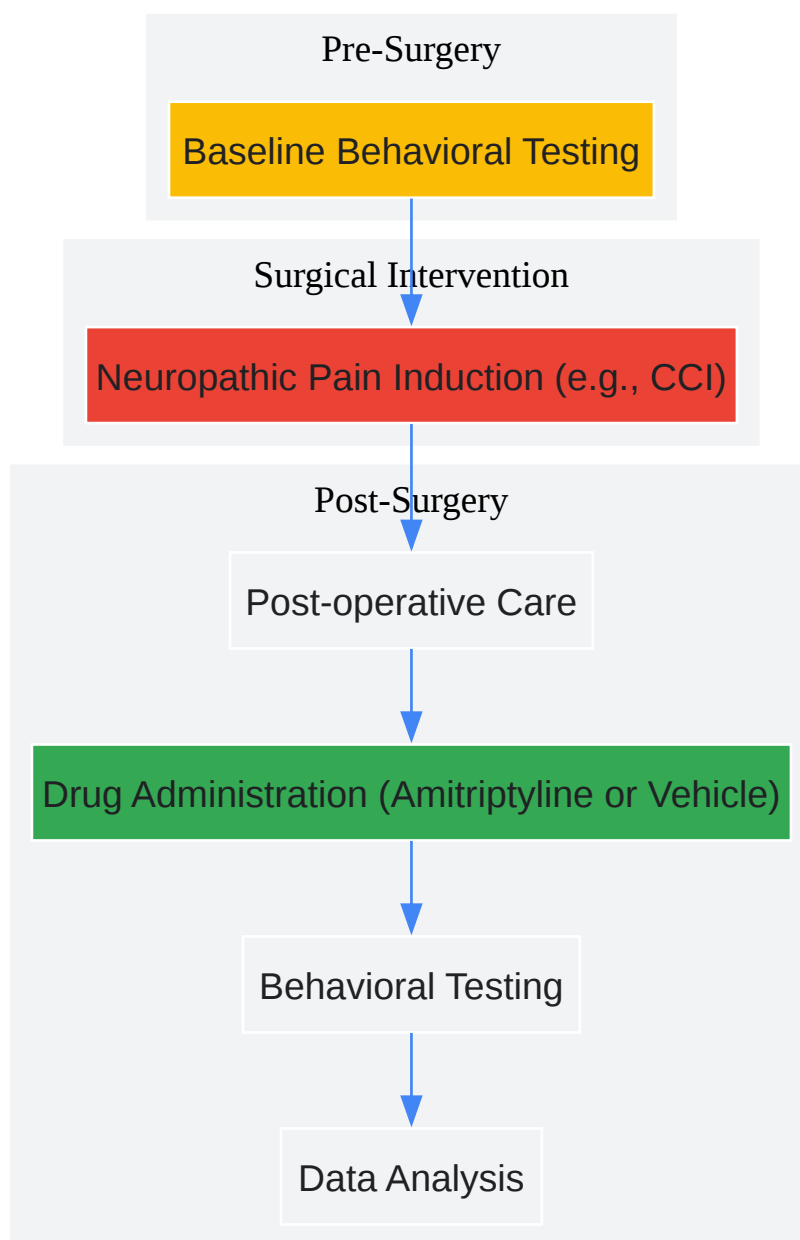 Pre-Surgery
Baseline Behavioral Testing
Surgical Intervention
Neuropathic Pain Induction (e.g., CCI)
Post-Surgery
Post-operative Care
Drug Administration (Amitriptyline or Vehicle)
Behavioral Testing
Data Analysis